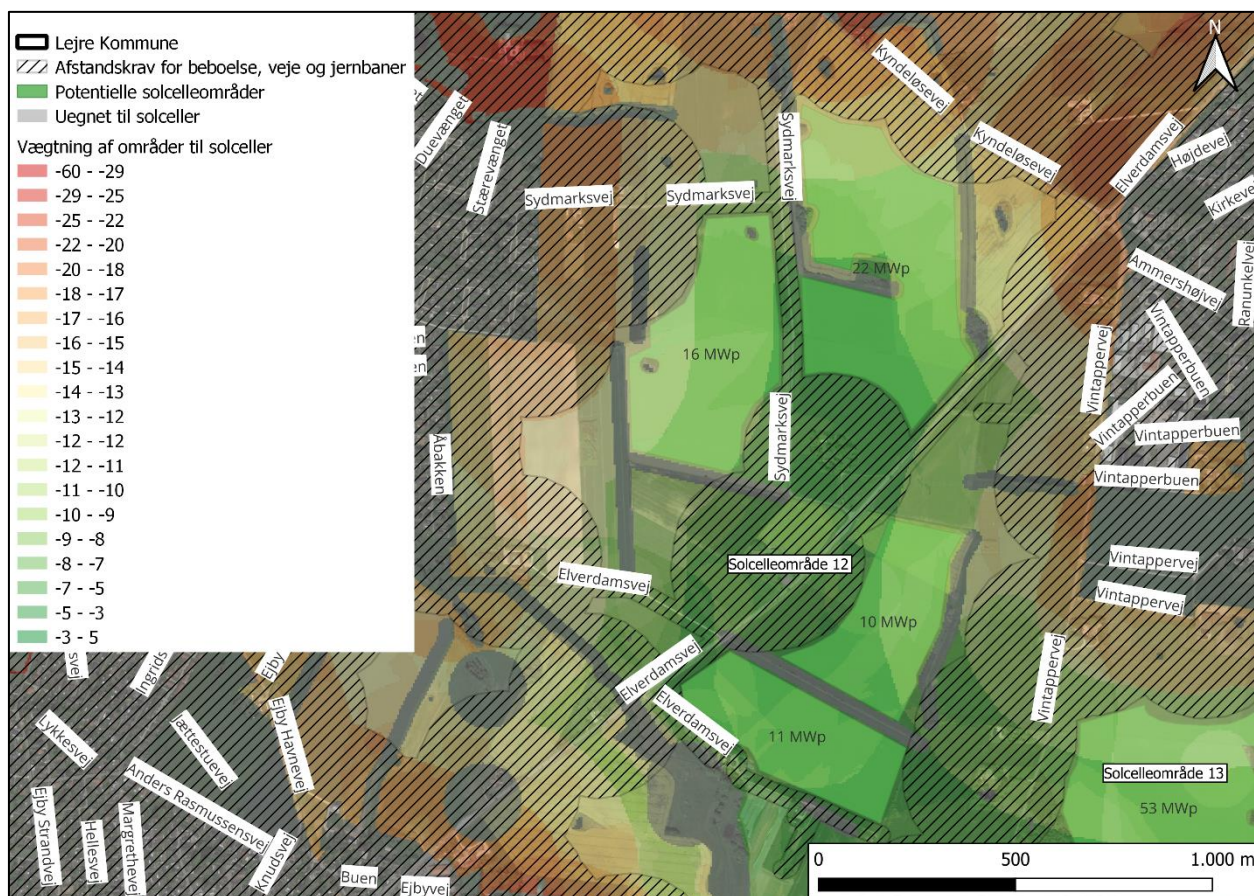 Lejre Kommune
Afstandskrav for beboelse, veje og jernbaner
Potentielle solcelleområder
Uegnet til solceller
Vægtning af områder til solceller
-60 - -29
-29 - -25
-25 - -22
-22 - -20
-20 - -18
-18 - -17
-17 - -16
-16 - -15
-15 - -14
-14 - -13
-13 - -12
-12 - -12
-12 - -11
-11 - -10
-10 - -9
-9 - -8
-8 - -7
-7 - -5
-5 - -3
-3 - 5
N
Kyndeløsevej
Duevænget
Stærevænget
Sydmarksvej
Sydmarksvej
Sydmarksvej
Kyndeløsevej
Elverdamsvej
Højdevej
Kirkevej
Ranunkelvej
Ammershøjvej
22 MWp
16 MWp
Vintappervej
Vintapperbuen
Vintapperbuen
Vintapperbuen
Vintapperbuen
Sydmarksvej
Åbakken
Elverdamsvej
Solcelleområde 12
Vintappervej
Vintappervej
10 MWp
Elverdamsvej
Elverdamsvej
Vintappervej
11 MWp
Solcelleområde 13
53 MWp
Ingrids
Ejby
Lykkesvej
Ejby Havnevej
Anders Rasmussensvej
Ejby Strandvej
Hellesvej
Margrethevej
Knudsvej
Buen
Ejbyvej
0 500 1.000 m